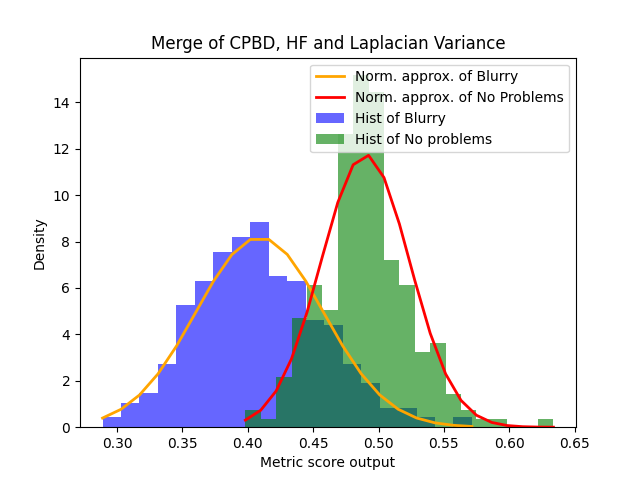 Merge of CPBD, HF and Laplacian Variance
Norm. approx. of Blurry
Norm. approx. of No Problems
Hist of Blurry
Hist of No problems
Density
14
12
10
8
6
4
2
0
0.30 0.35 0.40 0.45 0.50 0.55 0.60 0.65
Metric score output